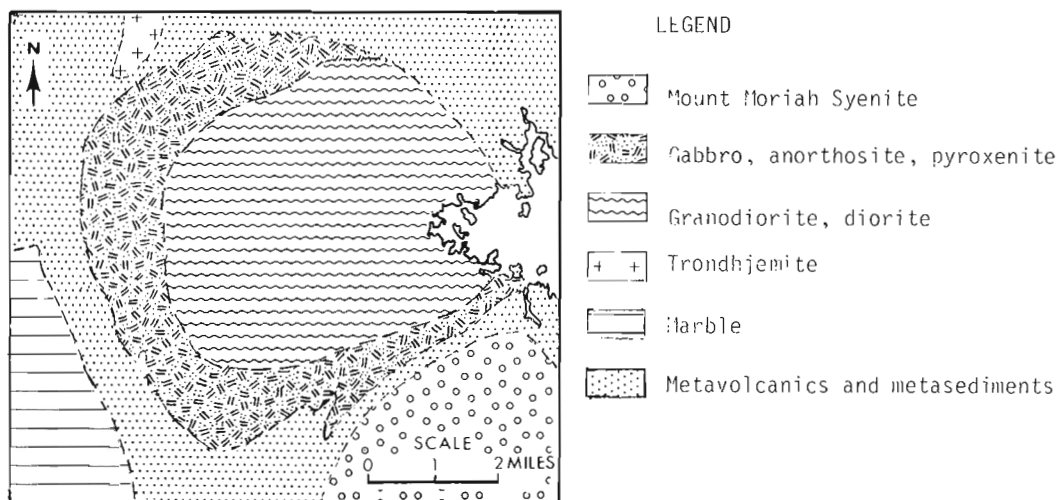 LEGEND
N
Mount Moriah Syenite
Gabbro, anorthosite, pyroxenite
Granodiorite, diorite
Trondhjemite
Marble
Metavolcanics and metasediments
SCALE
0 1 2 MILES